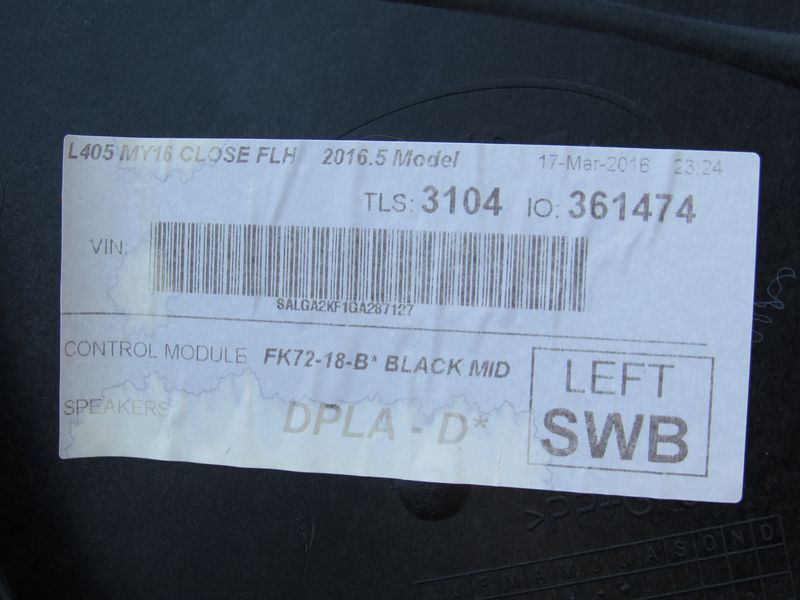 L405 MY16 CLOSE FLH 2016.5 Model 17-Mar-2016 23:24
TLS: 3104 IO: 361474
VIN:
SALGA2KF1GA287127
CONTROL MODULE FK72-18-B* BLACK MID
LEFT
SPEAKERS DPLA - D*
SWB
J F M A M J J A S O N D